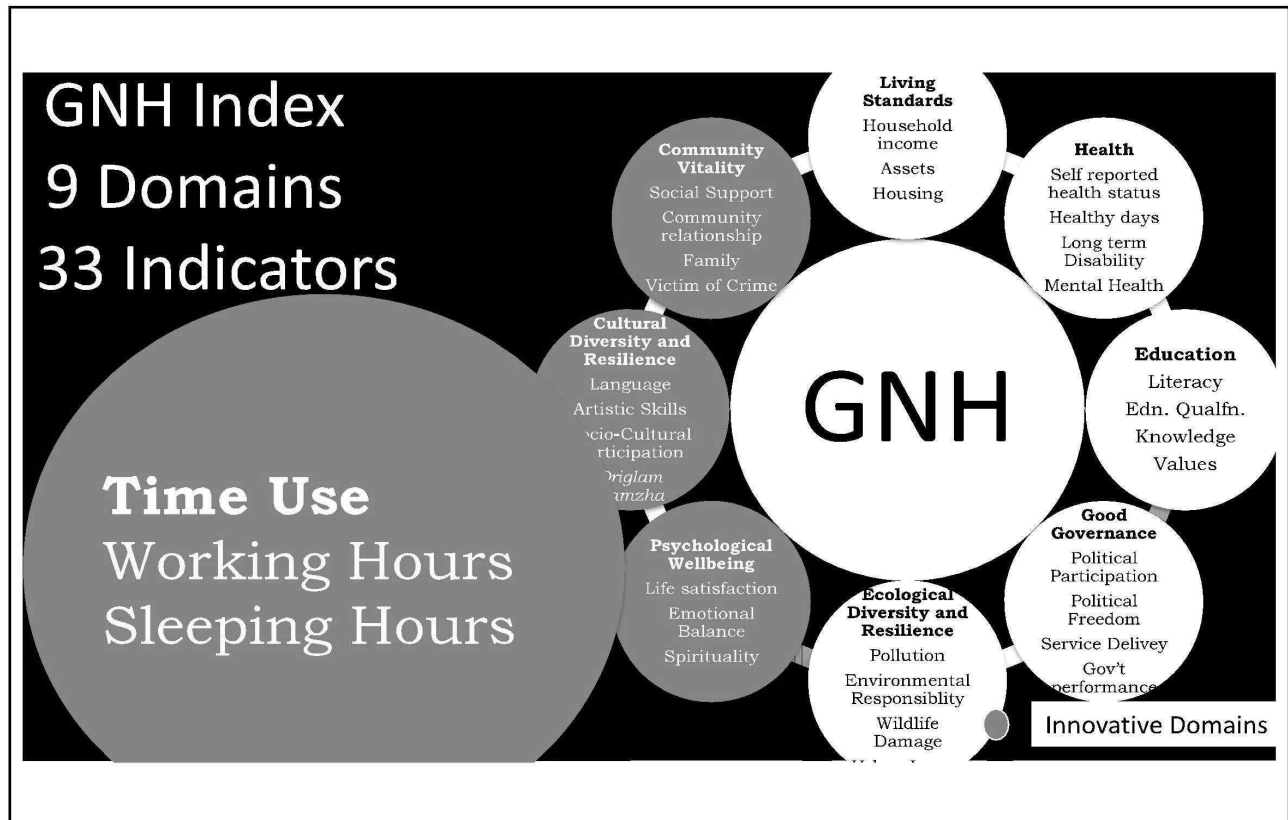 GNH Index
9 Domains
33 Indicators
Time Use
Working Hours
Sleeping Hours
Community
Vitality
Social Support
Community
relationship
Family
Victim of Crime
Cultural
Diversity and
Resilience
Language
Artistic Skills
Psychological
Wellbeing
Life satisfaction
Emotional
Balance
Spirituality
Living
Standards
Household
income
Assets
Housing
GNH
Ecological
Diversity and
Resilience
Pollution
Environmental
Responsiblity
Wildlife
Damage
Health
Self reported
health status
Healthy days
Long term
Disability
Mental Health
Education
Literacy
Edn. Qualfn.
Knowledge
Values
Good
Governance
Political
Participation
Political
Freedom
Service Delivey
Gov't
performance
Innovative Domains